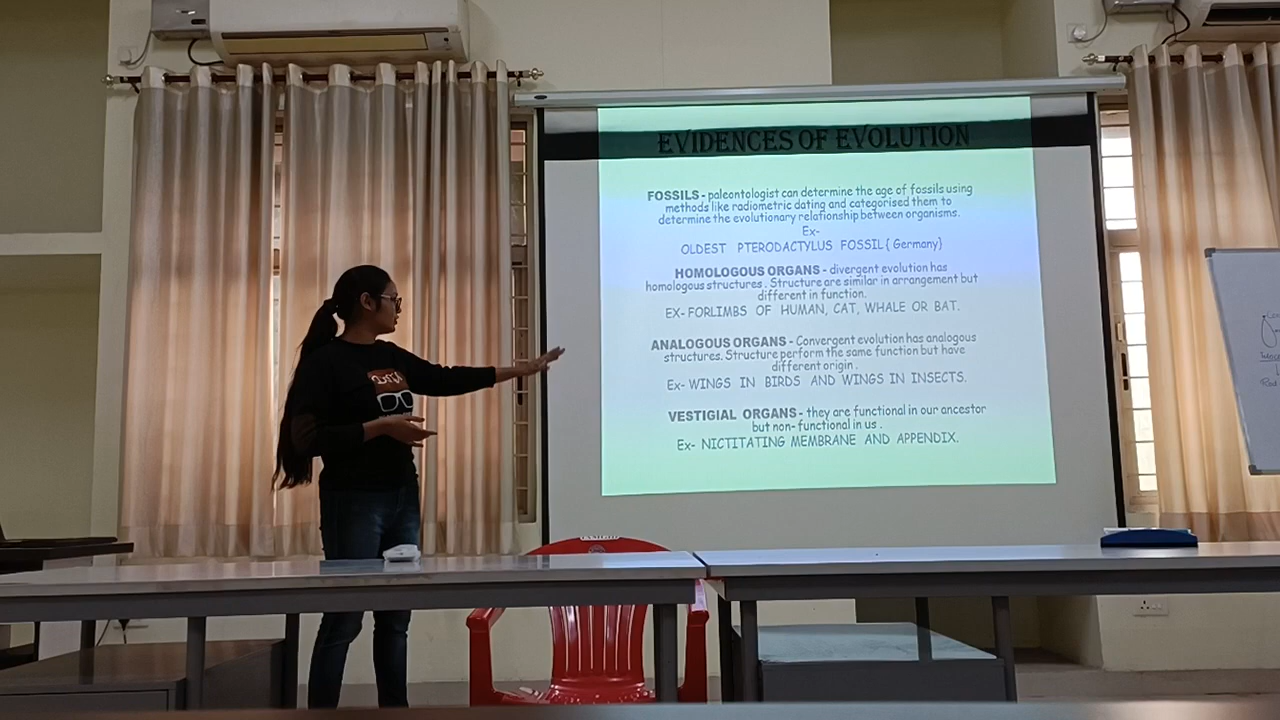 EVIDENCES OF EVOLUTION
FOSSILS - paleontologist can determine the age of fossils using
methods like radiometric dating and categorised them to
determine the evolutionary relationship between organisms.
Ex-
OLDEST PTERODACTYLUS FOSSIL { Germany}
HOMOLOGOUS ORGANS - divergent evolution has
homologous structures . Structure are similar in arrangement but
different in function.
EX- FORLIMBS OF HUMAN, CAT, WHALE OR BAT.
ANALOGOUS ORGANS - Convergent evolution has analogous
structures. Structure perform the same function but have
different origin .
Ex- WINGS IN BIRDS AND WINGS IN INSECTS.
VESTIGIAL ORGANS - they are functional in our ancestor
but non- functional in us .
Ex- NICTITATING MEMBRANE AND APPENDIX.